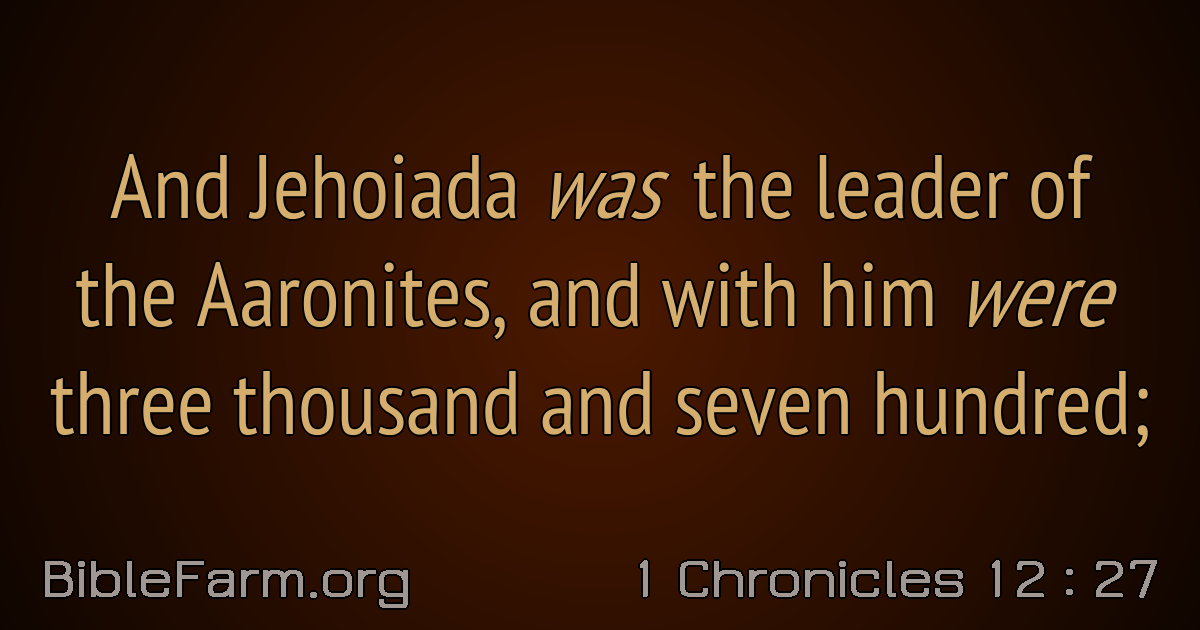 And Jehoiada was the leader of
the Aaronites, and with him were
three thousand and seven hundred;
BibleFarm.org
1 Chronicles 12 : 27